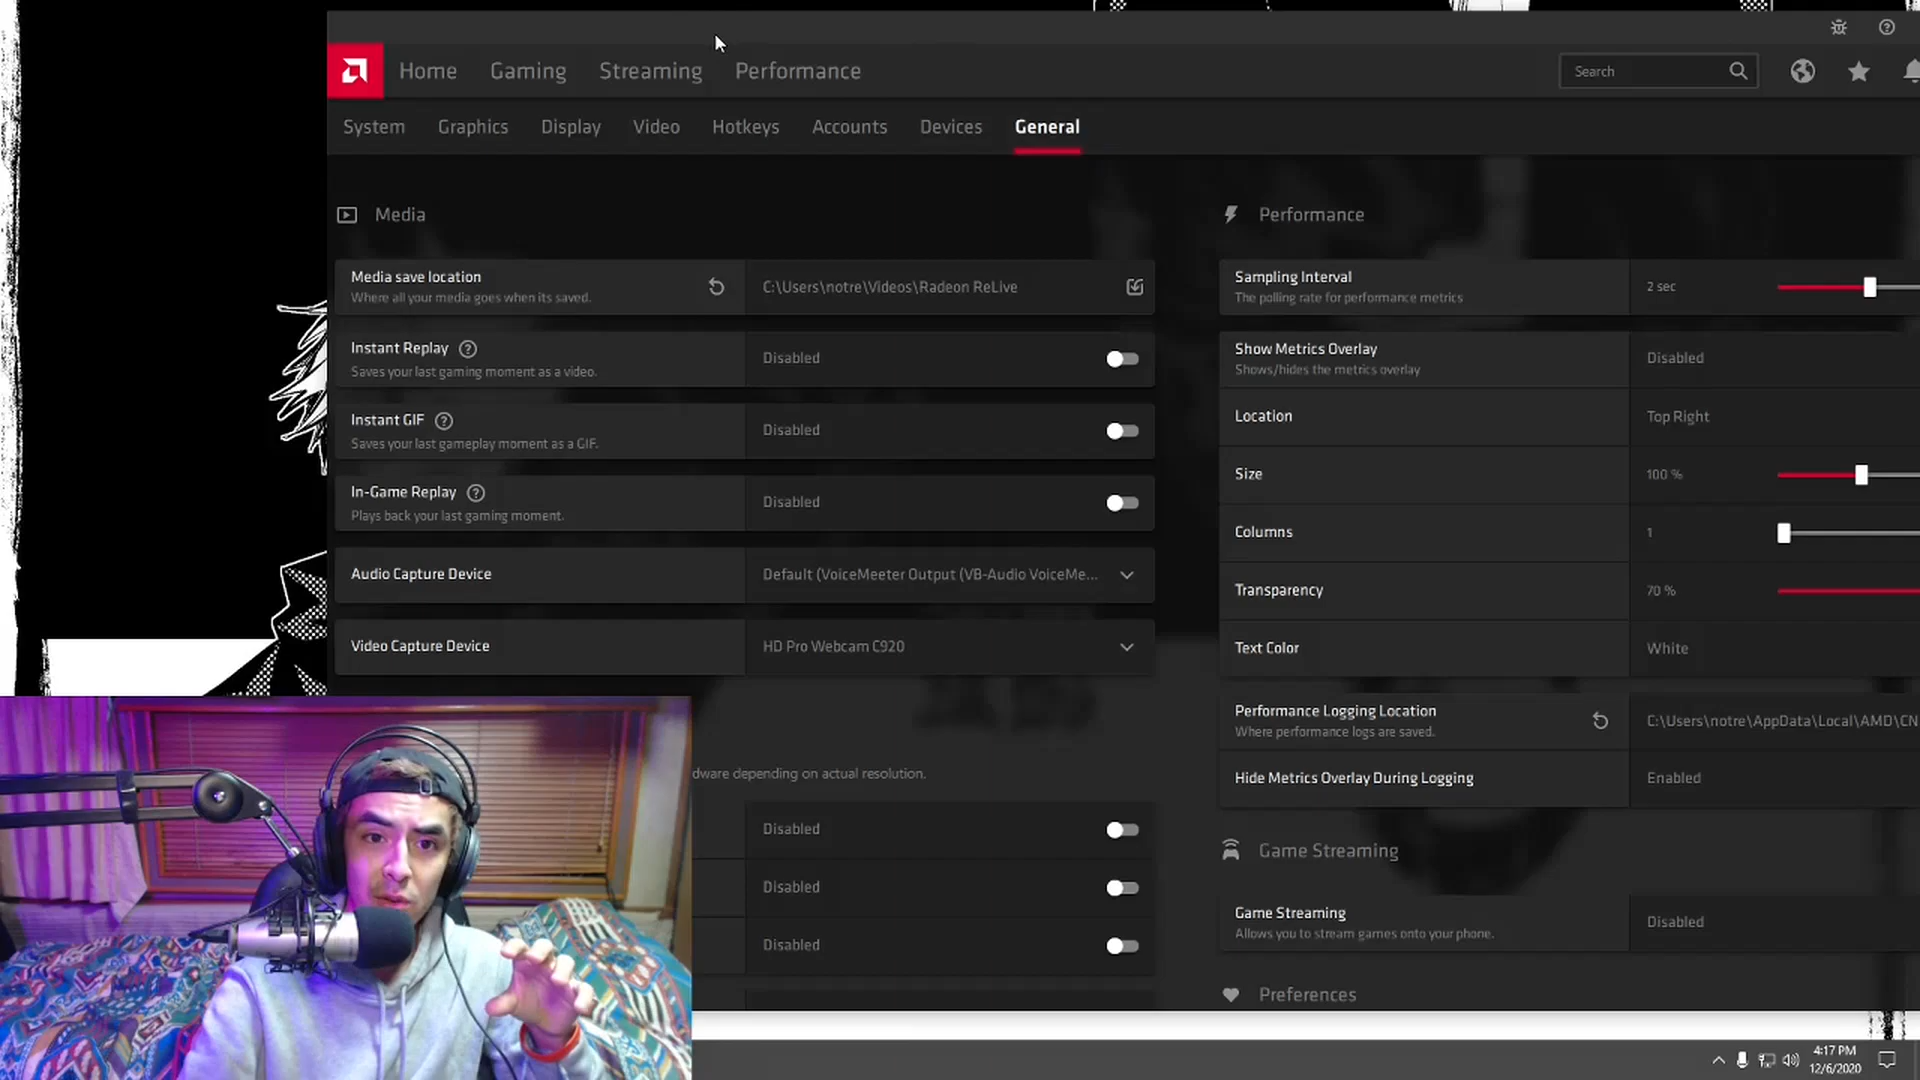 Home Gaming Streaming Performance
Search
System Graphics Display Video Hotkeys Accounts Devices General
Media
Media save location
Where all your media goes when its saved.
C:\Users\notre\Videos\Radeon ReLive
Instant Replay
Saves your last gaming moment as a video.
Disabled
Instant GIF
Saves your last gameplay moment as a GIF.
Disabled
In-Game Replay
Plays back your last gaming moment.
Disabled
Audio Capture Device
Default (VoiceMeeter Output (VB-Audio VoiceMe...
Video Capture Device
HD Pro Webcam C920
dware depending on actual resolution.
Disabled
Disabled
Disabled
Performance
Sampling Interval
The polling rate for performance metrics
2 sec
Show Metrics Overlay
Shows/hides the metrics overlay
Disabled
Location
Top Right
Size
100 %
Columns
1
Transparency
70 %
Text Color
White
Performance Logging Location
Where performance logs are saved.
C:\Users\notre\AppData\Local\AMD\CN
Hide Metrics Overlay During Logging
Enabled
Game Streaming
Game Streaming
Allows you to stream games onto your phone.
Disabled
Preferences
4:17 PM
12/6/2020